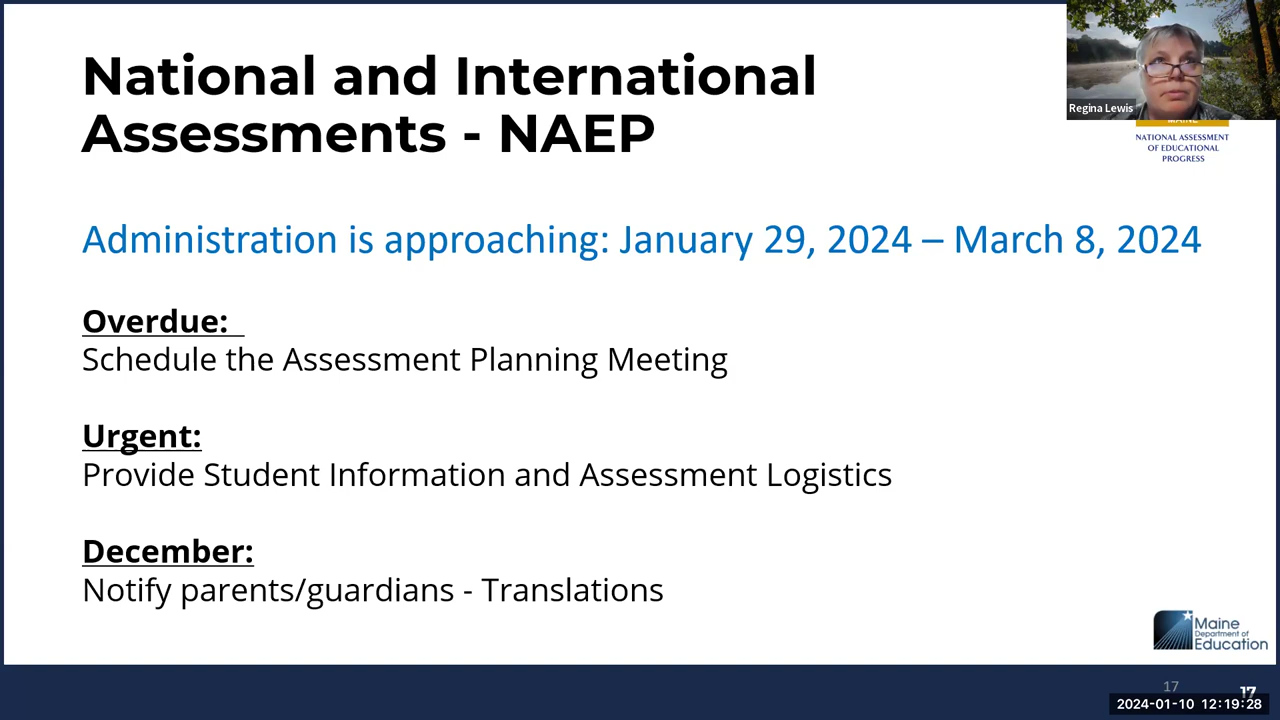 National and International
Assessments - NAEP
Regina Lewis
MAINE
NATIONAL ASSESSMENT
OF EDUCATIONAL
PROGRESS
Administration is approaching: January 29, 2024 – March 8, 2024
Overdue:
Schedule the Assessment Planning Meeting
Urgent:
Provide Student Information and Assessment Logistics
December:
Notify parents/guardians - Translations
Maine
Department of
Education
17
17
2024-01-10 12:19:28